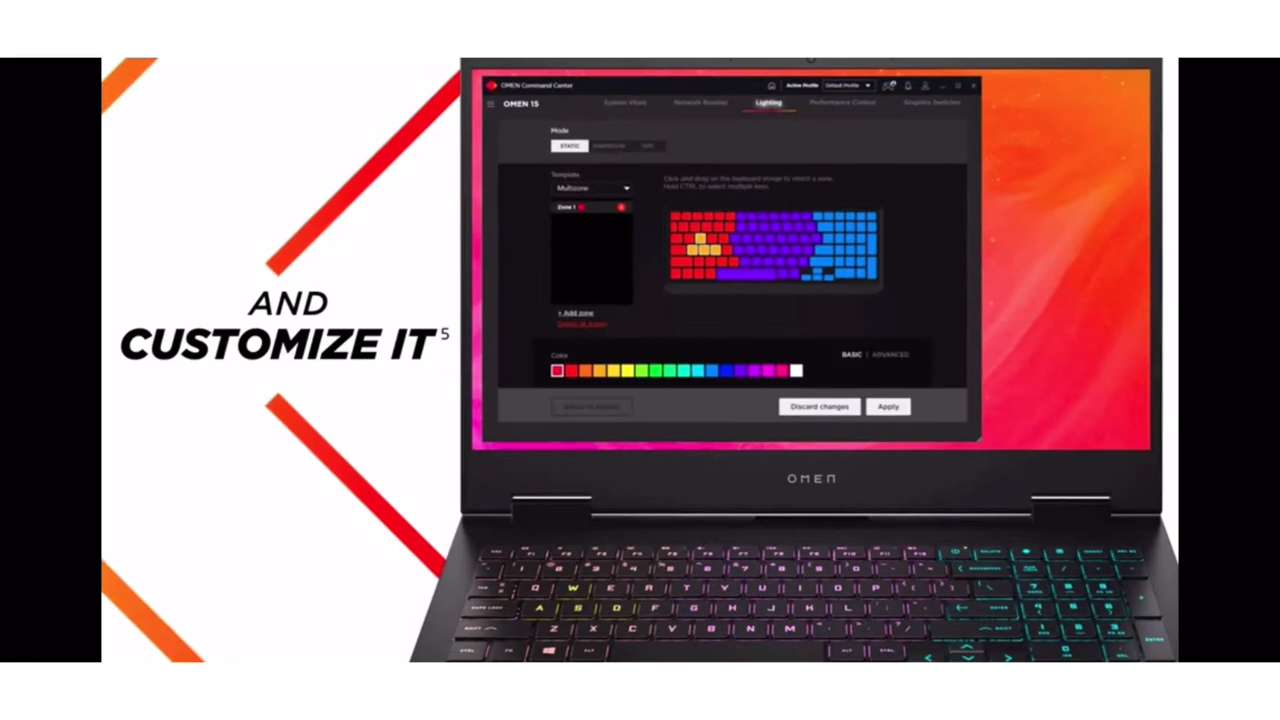 AND
CUSTOMIZE IT5
OMEN Command Center
Active Profile Default Profile
OMEN 15
System Vitals Network Booster Lighting Performance Control Graphics Switcher
Mode
STATIC
Template
Multizone
Click and drag on the keyboard image to select a zone.
Hold CTRL to select multiple keys.
Zone 1
+ Add zone
Color
BASIC | ADVANCED
Discard changes Apply
OMEN
Q W E R T Y U I O P
A S D F G H J K L
Z X C V B N M